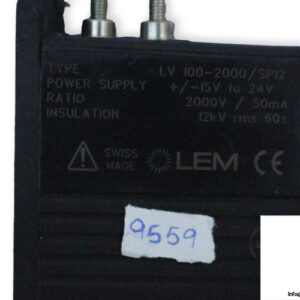 TYPE LV 100-2000/SP12
POWER SUPPLY +/-15V to 24V
RATIO 2000V / 50mA
INSULATION 12kV rms 50s
SWISS MADE LEM CE
9559